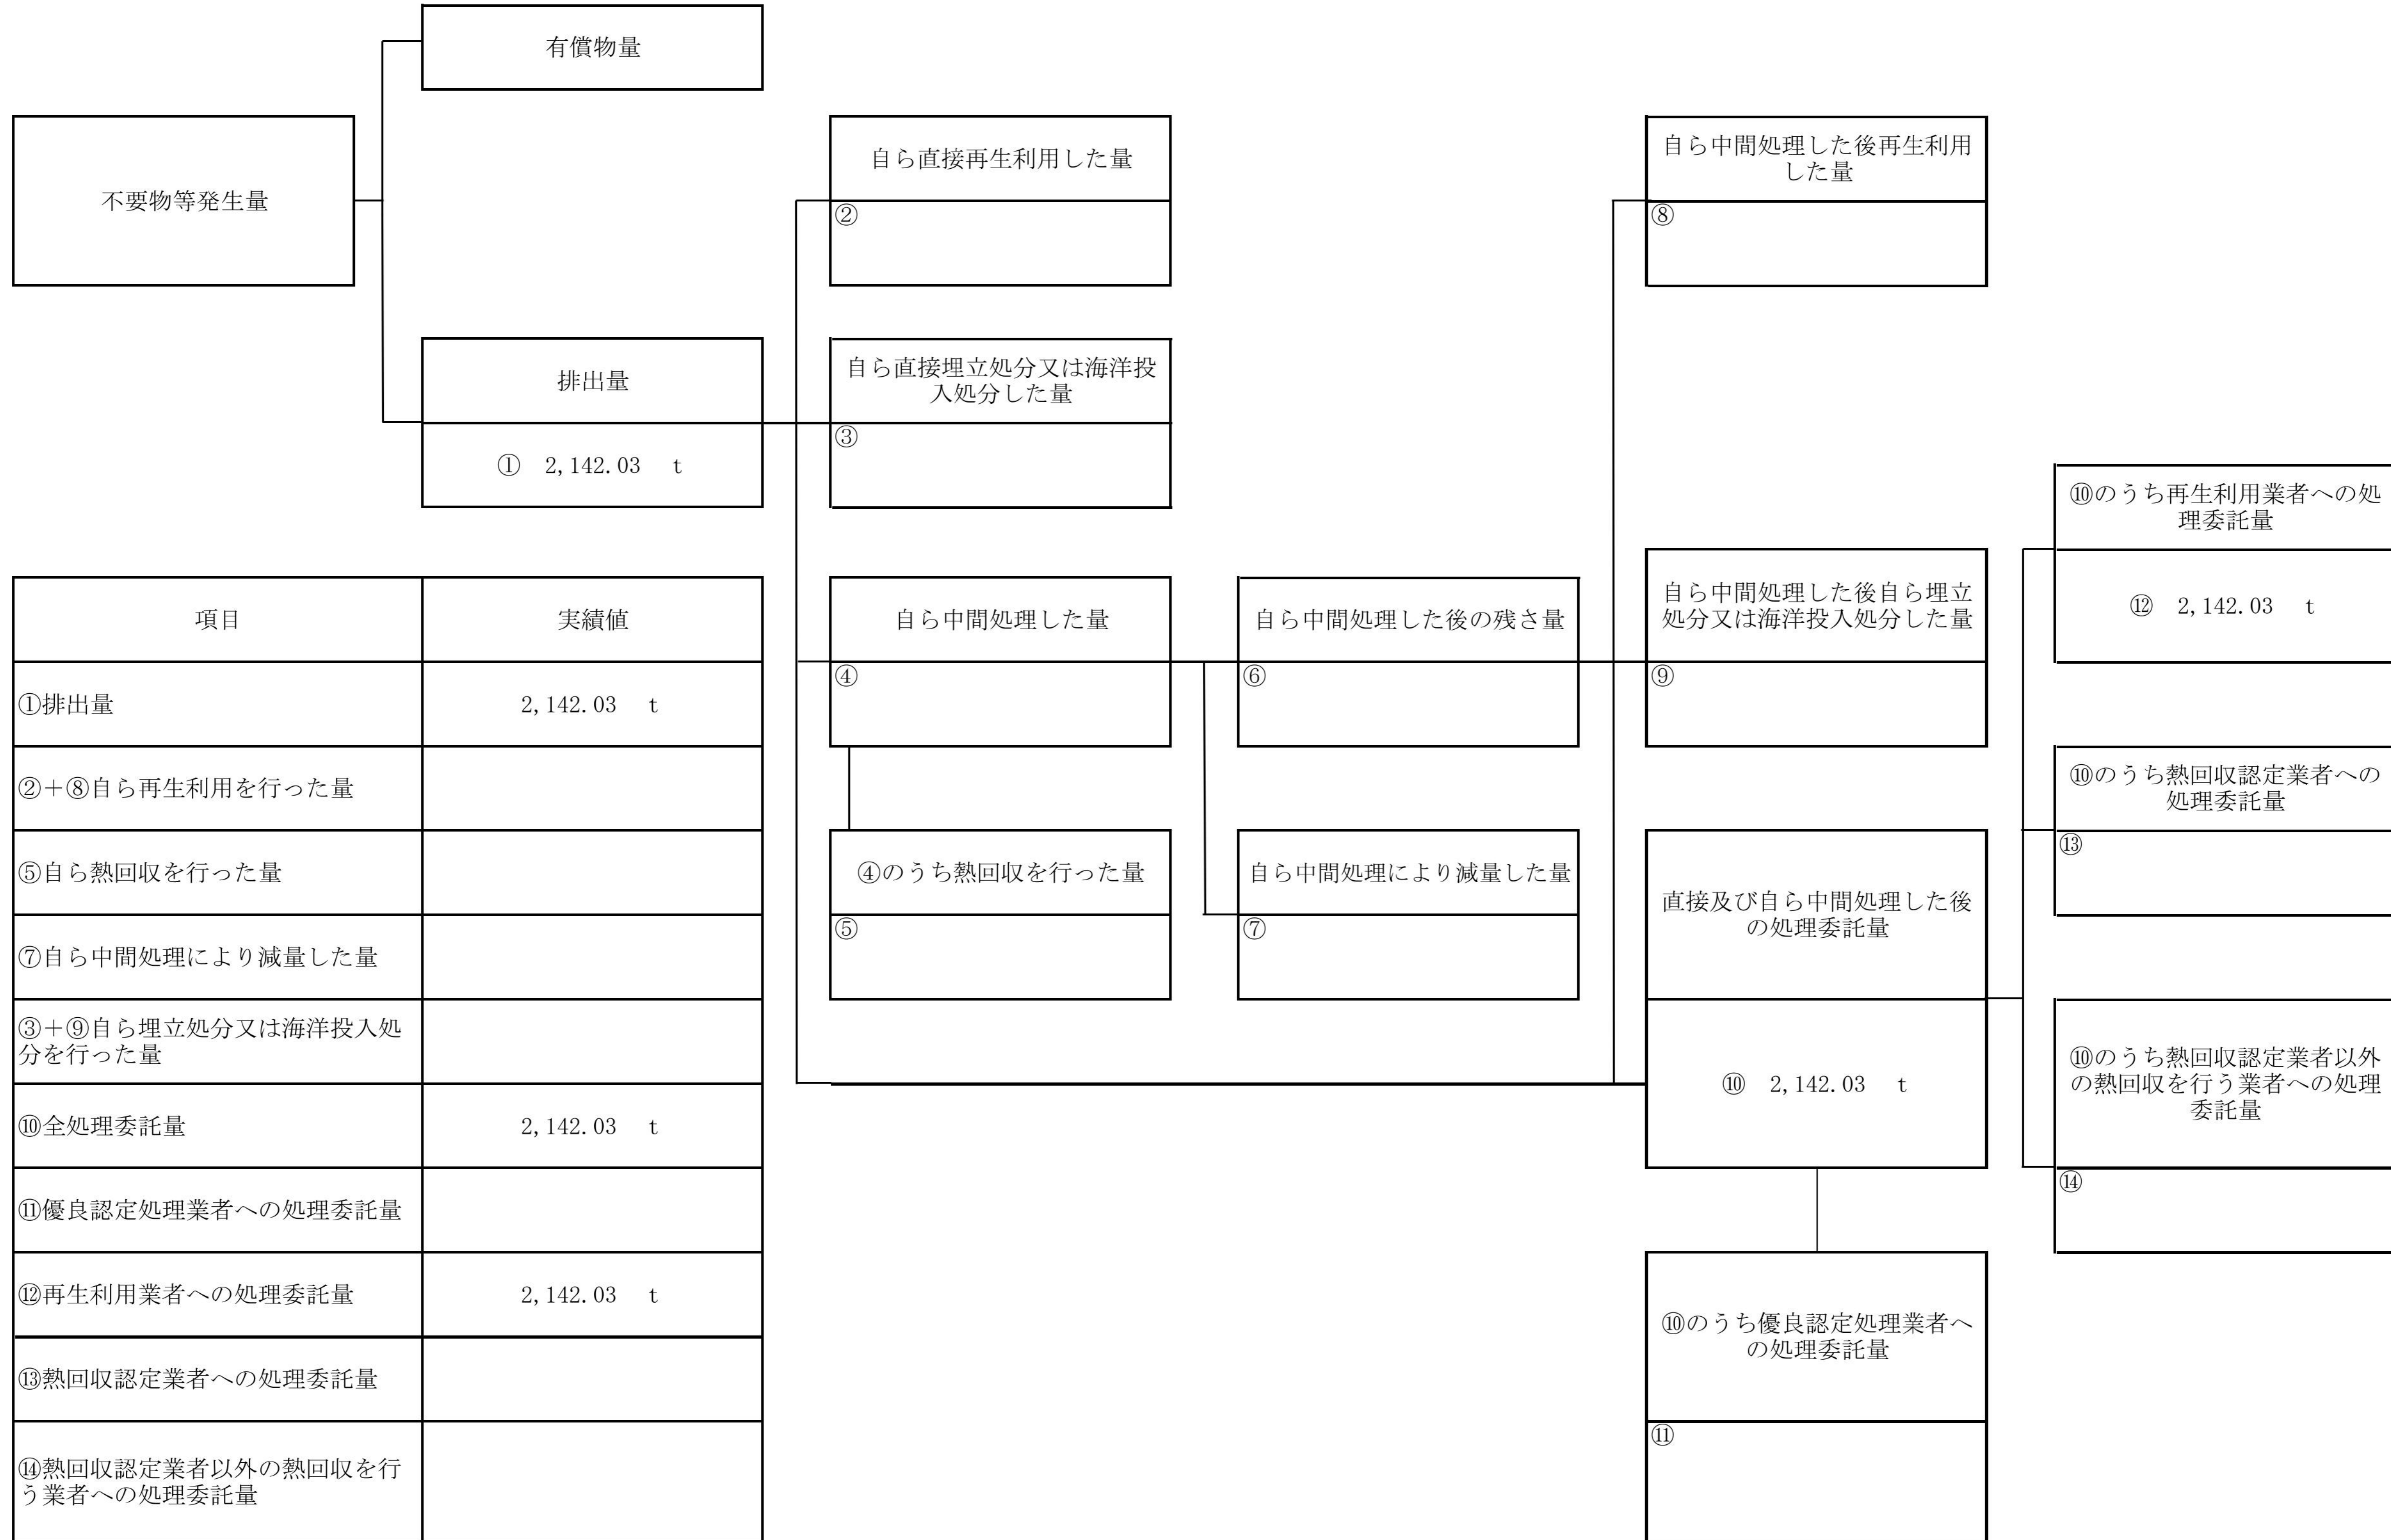 有償物量
不要物等発生量
自ら直接再生利用した量
②
自ら中間処理した後再生利用
した量
⑧
排出量
① 2,142.03 t
自ら直接埋立処分又は海洋投
入処分した量
③
⑩のうち再生利用業者への処
理委託量
⑫ 2,142.03 t
自ら中間処理した量
④
自ら中間処理した後の残さ量
⑥
自ら中間処理した後自ら埋立
処分又は海洋投入処分した量
⑨
⑩のうち熱回収認定業者への
処理委託量
⑬
④のうち熱回収を行った量
⑤
自ら中間処理により減量した量
⑦
直接及び自ら中間処理した後
の処理委託量
⑩ 2,142.03 t
⑩のうち熱回収認定業者以外
の熱回収を行う業者への処理
委託量
⑭
⑩のうち優良認定処理業者へ
の処理委託量
⑪
項目 実績値
①排出量 2,142.03 t
②＋⑧自ら再生利用を行った量
⑤自ら熱回収を行った量
⑦自ら中間処理により減量した量
③＋⑨自ら埋立処分又は海洋投入処
分を行った量
⑩全処理委託量 2,142.03 t
⑪優良認定処理業者への処理委託量
⑫再生利用業者への処理委託量 2,142.03 t
⑬熱回収認定業者への処理委託量
⑭熱回収認定業者以外の熱回収を行
う業者への処理委託量